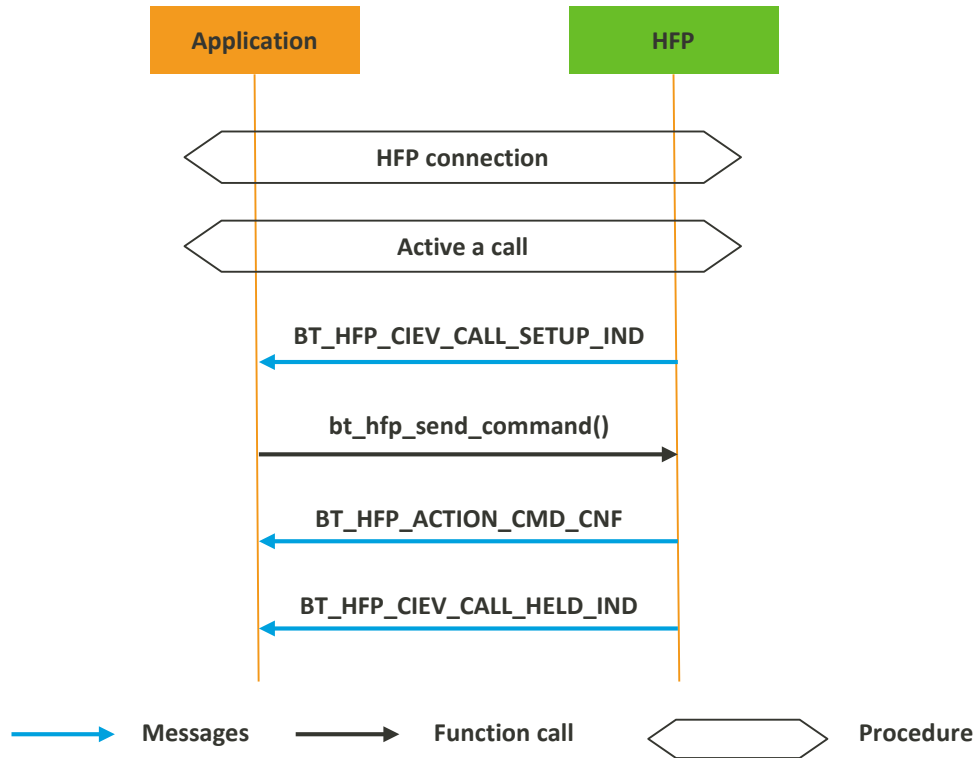 Application
HFP
HFP connection
Active a call
BT_HFP_CIEV_CALL_SETUP_IND
bt_hfp_send_command()
BT_HFP_ACTION_CMD_CNF
BT_HFP_CIEV_CALL_HELD_IND
Messages
Function call
Procedure